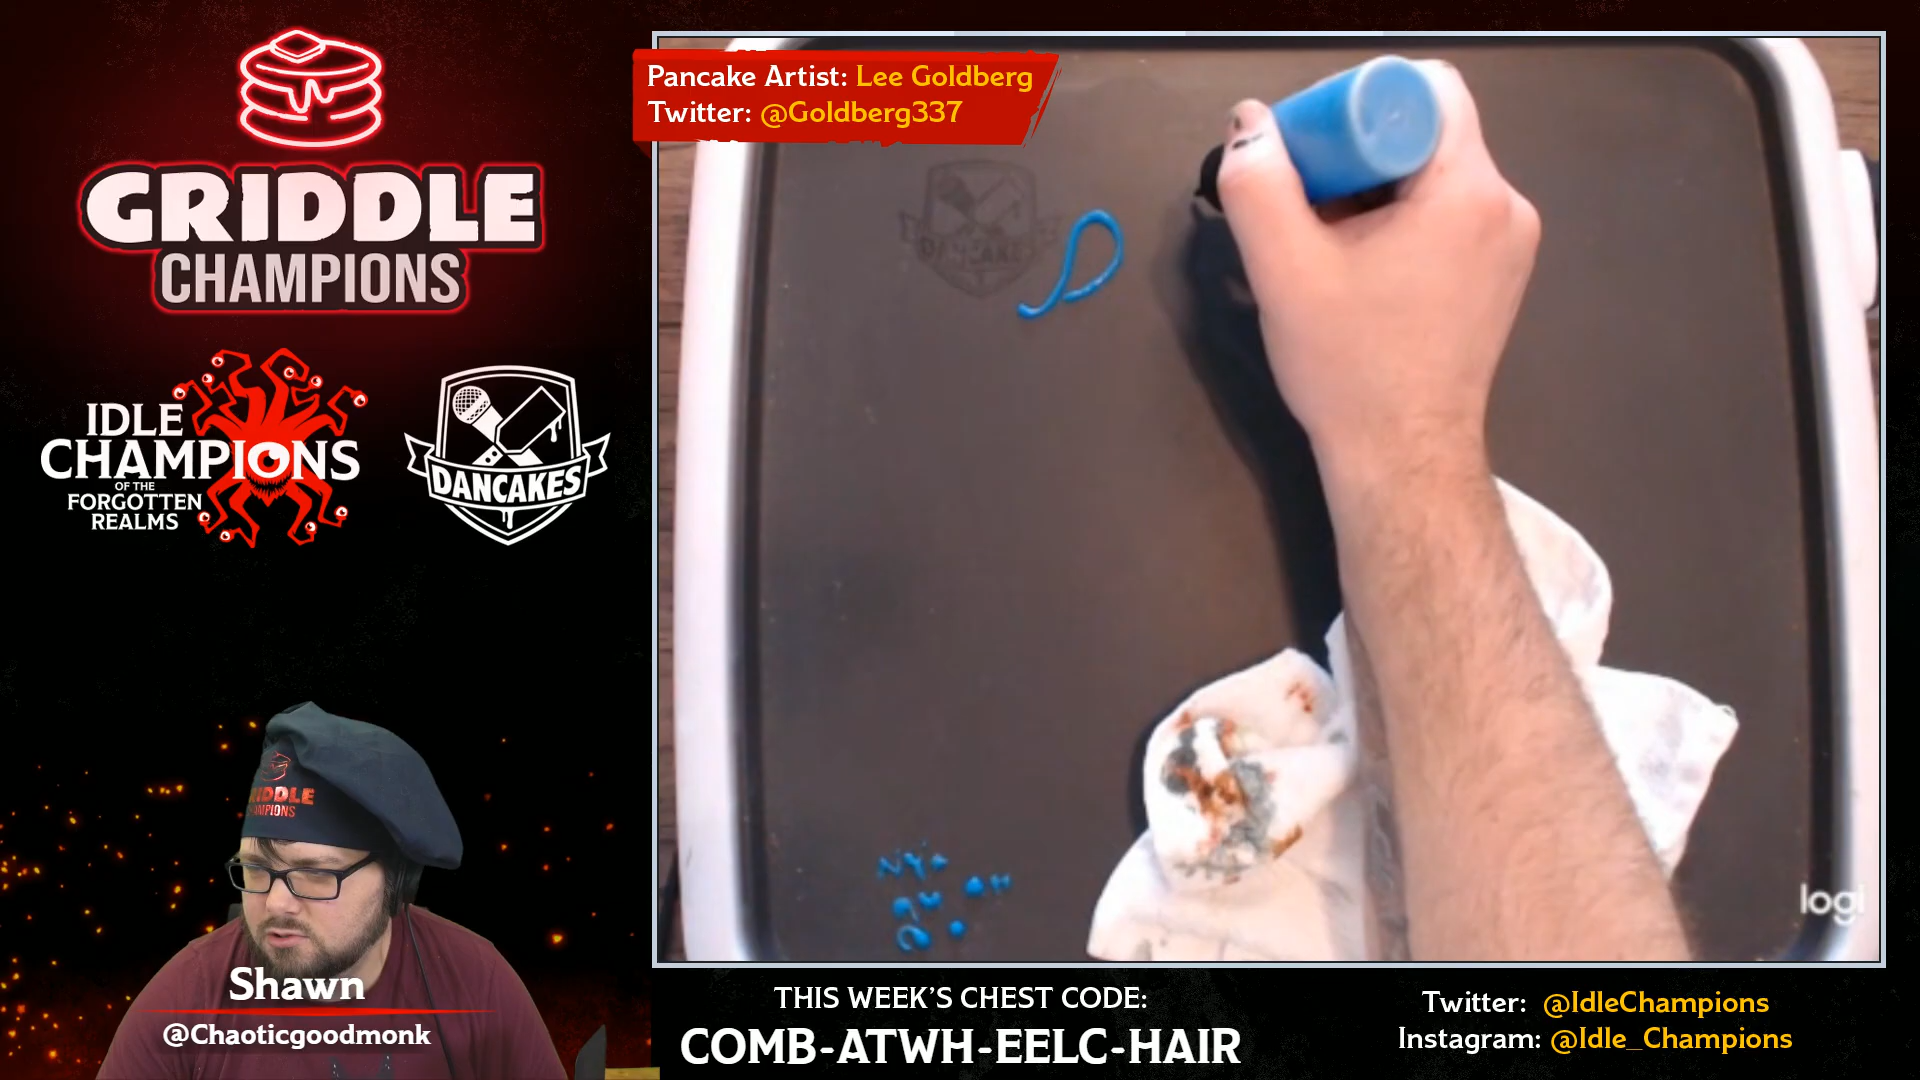 GRIDDLE
CHAMPIONS
IDLE
CHAMPIONS
OF THE
FORGOTTEN
REALMS
DANCAKES
Pancake Artist: Lee Goldberg
Twitter: @Goldberg337
DANCAKES
logi
Shawn
@Chaoticgoodmonk
THIS WEEK'S CHEST CODE:
COMB-ATWH-EELC-HAIR
Twitter: @IdleChampions
Instagram: @Idle_Champions